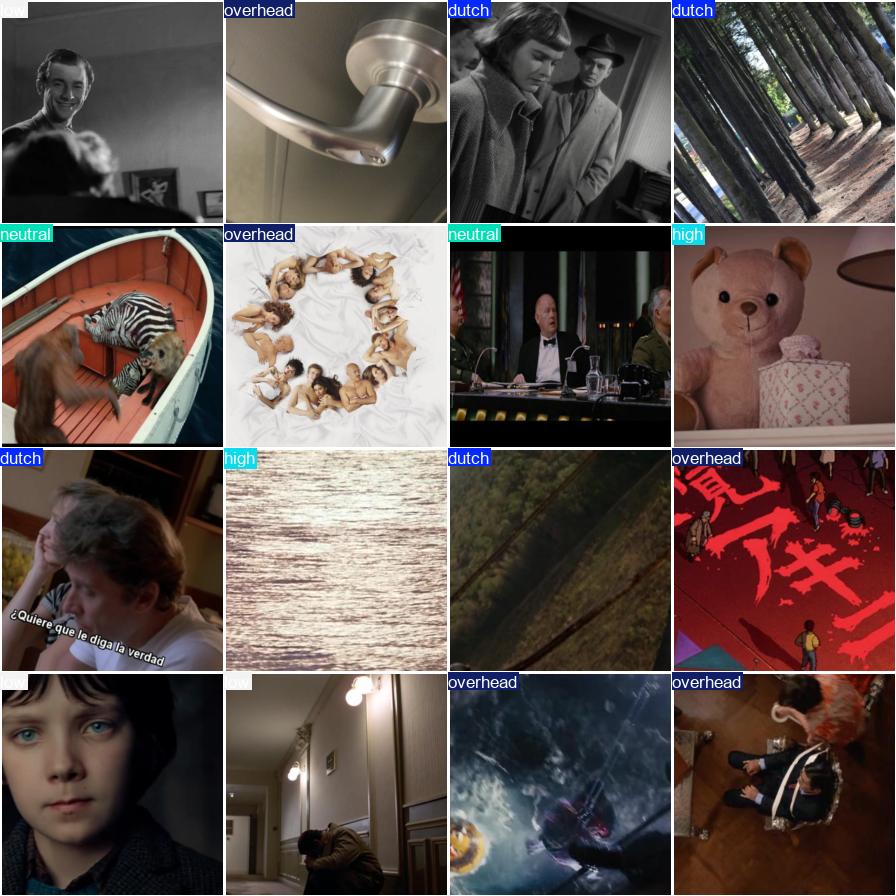 low
overhead
dutch
dutch
neutral
overhead
neutral
high
dutch
high
dutch
overhead
¿Quiere que le diga la verdad
low
low
overhead
overhead